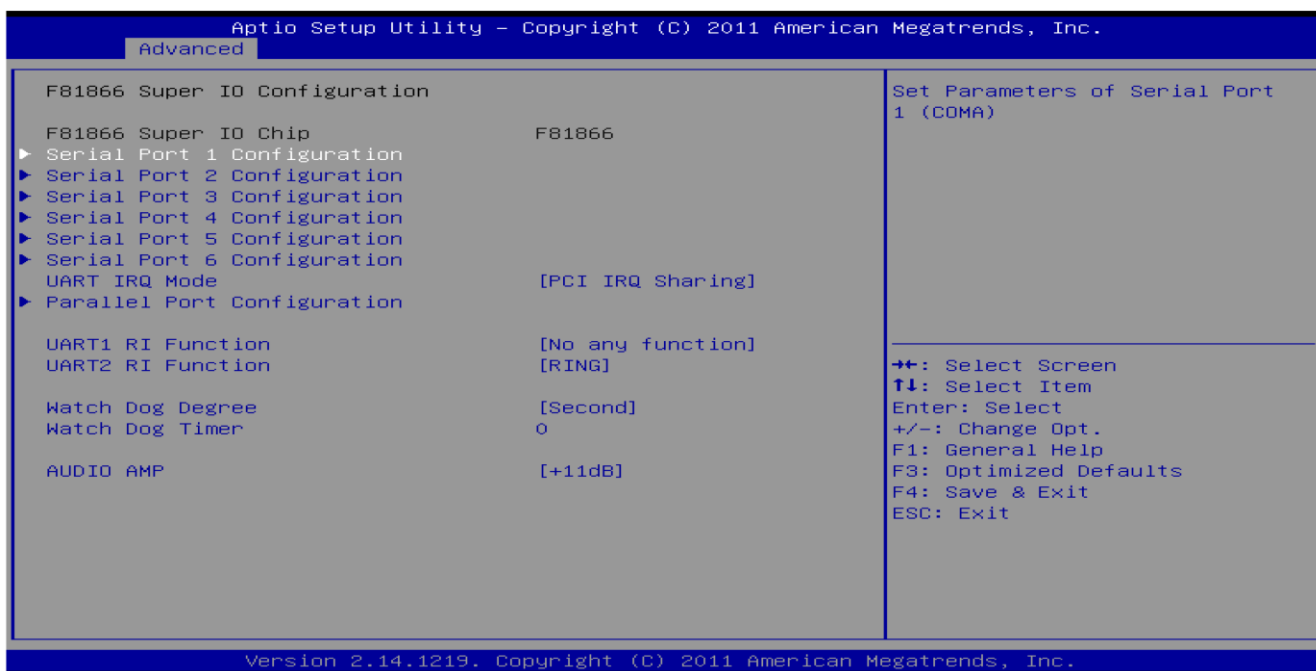 Aptio Setup Utility – Copyright (C) 2011 American Megatrends, Inc.
Advanced
F81866 Super IO Configuration
F81866 Super IO Chip F81866
► Serial Port 1 Configuration
► Serial Port 2 Configuration
► Serial Port 3 Configuration
► Serial Port 4 Configuration
► Serial Port 5 Configuration
► Serial Port 6 Configuration
UART IRQ Mode [PCI IRQ Sharing]
► Parallel Port Configuration
UART1 RI Function [No any function]
UART2 RI Function [RING]
Watch Dog Degree [Second]
Watch Dog Timer 0
AUDIO AMP [+11dB]
Set Parameters of Serial Port
1 (COMA)
→←: Select Screen
↑↓: Select Item
Enter: Select
+/-: Change Opt.
F1: General Help
F3: Optimized Defaults
F4: Save & Exit
ESC: Exit
Version 2.14.1219. Copyright (C) 2011 American Megatrends, Inc.